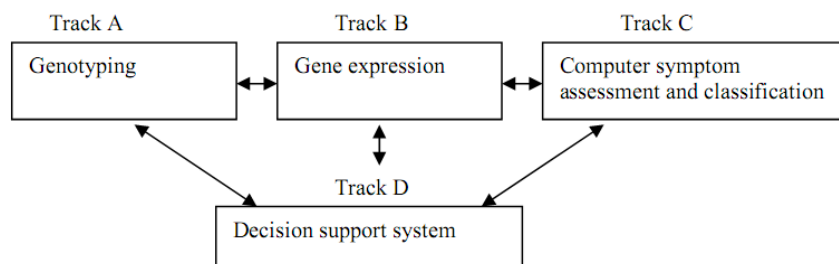 Track A
Track B
Track C
Genotyping
Gene expression
Computer symptom
assessment and classification
Track D
Decision support system